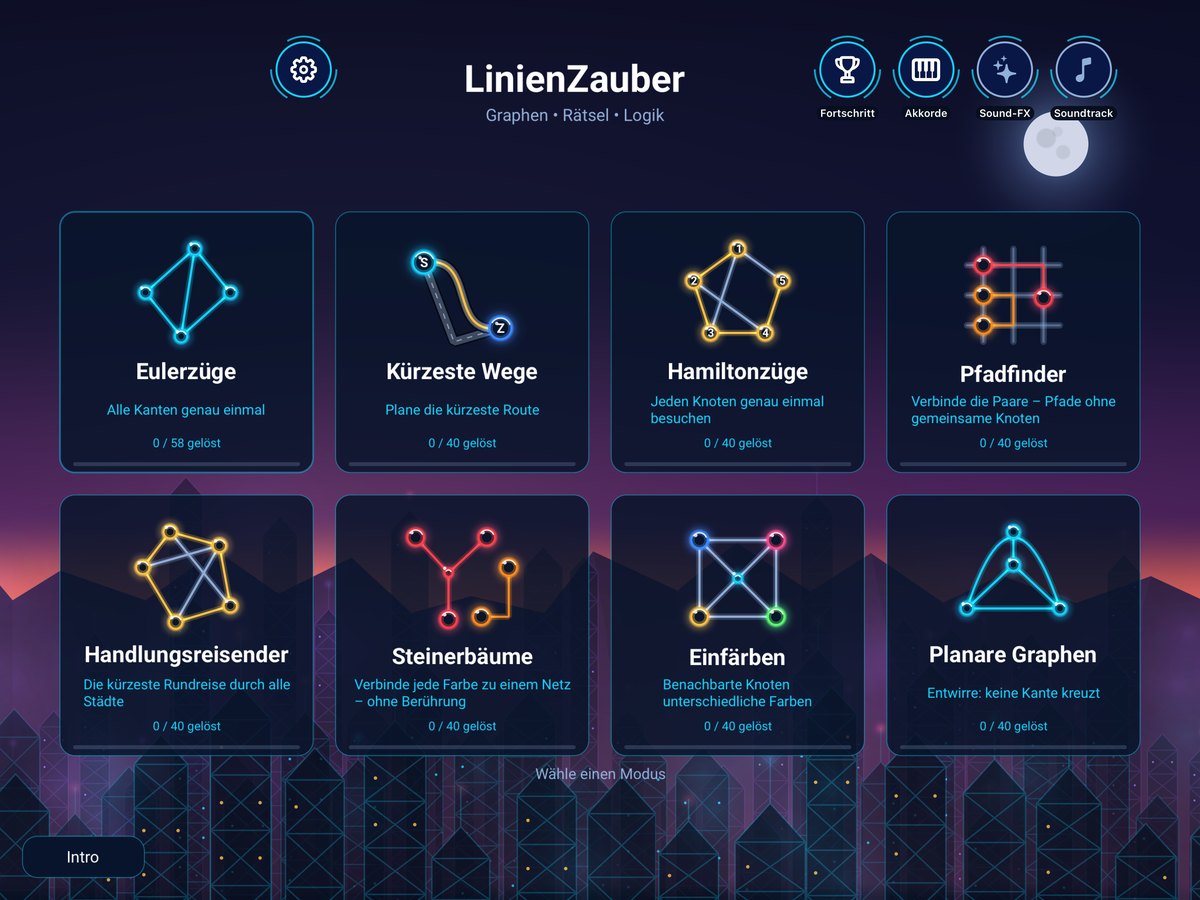 LinienZauber
Graphen • Rätsel • Logik
Fortschritt
Akkorde
Sound-FX
Soundtrack
Eulerzüge
Alle Kanten genau einmal
0 / 58 gelöst
S
Z
Kürzeste Wege
Plane die kürzeste Route
0 / 40 gelöst
1
2
5
3
4
Hamiltonzüge
Jeden Knoten genau einmal
besuchen
0 / 40 gelöst
Pfadfinder
Verbinde die Paare – Pfade ohne
gemeinsame Knoten
0 / 40 gelöst
Handlungsreisender
Die kürzeste Rundreise durch alle
Städte
0 / 40 gelöst
Steinerbäume
Verbinde jede Farbe zu einem Netz
– ohne Berührung
0 / 40 gelöst
Einfärben
Benachbarte Knoten
unterschiedliche Farben
0 / 40 gelöst
Planare Graphen
Entwirre: keine Kante kreuzt
0 / 40 gelöst
Wähle einen Modus
Intro